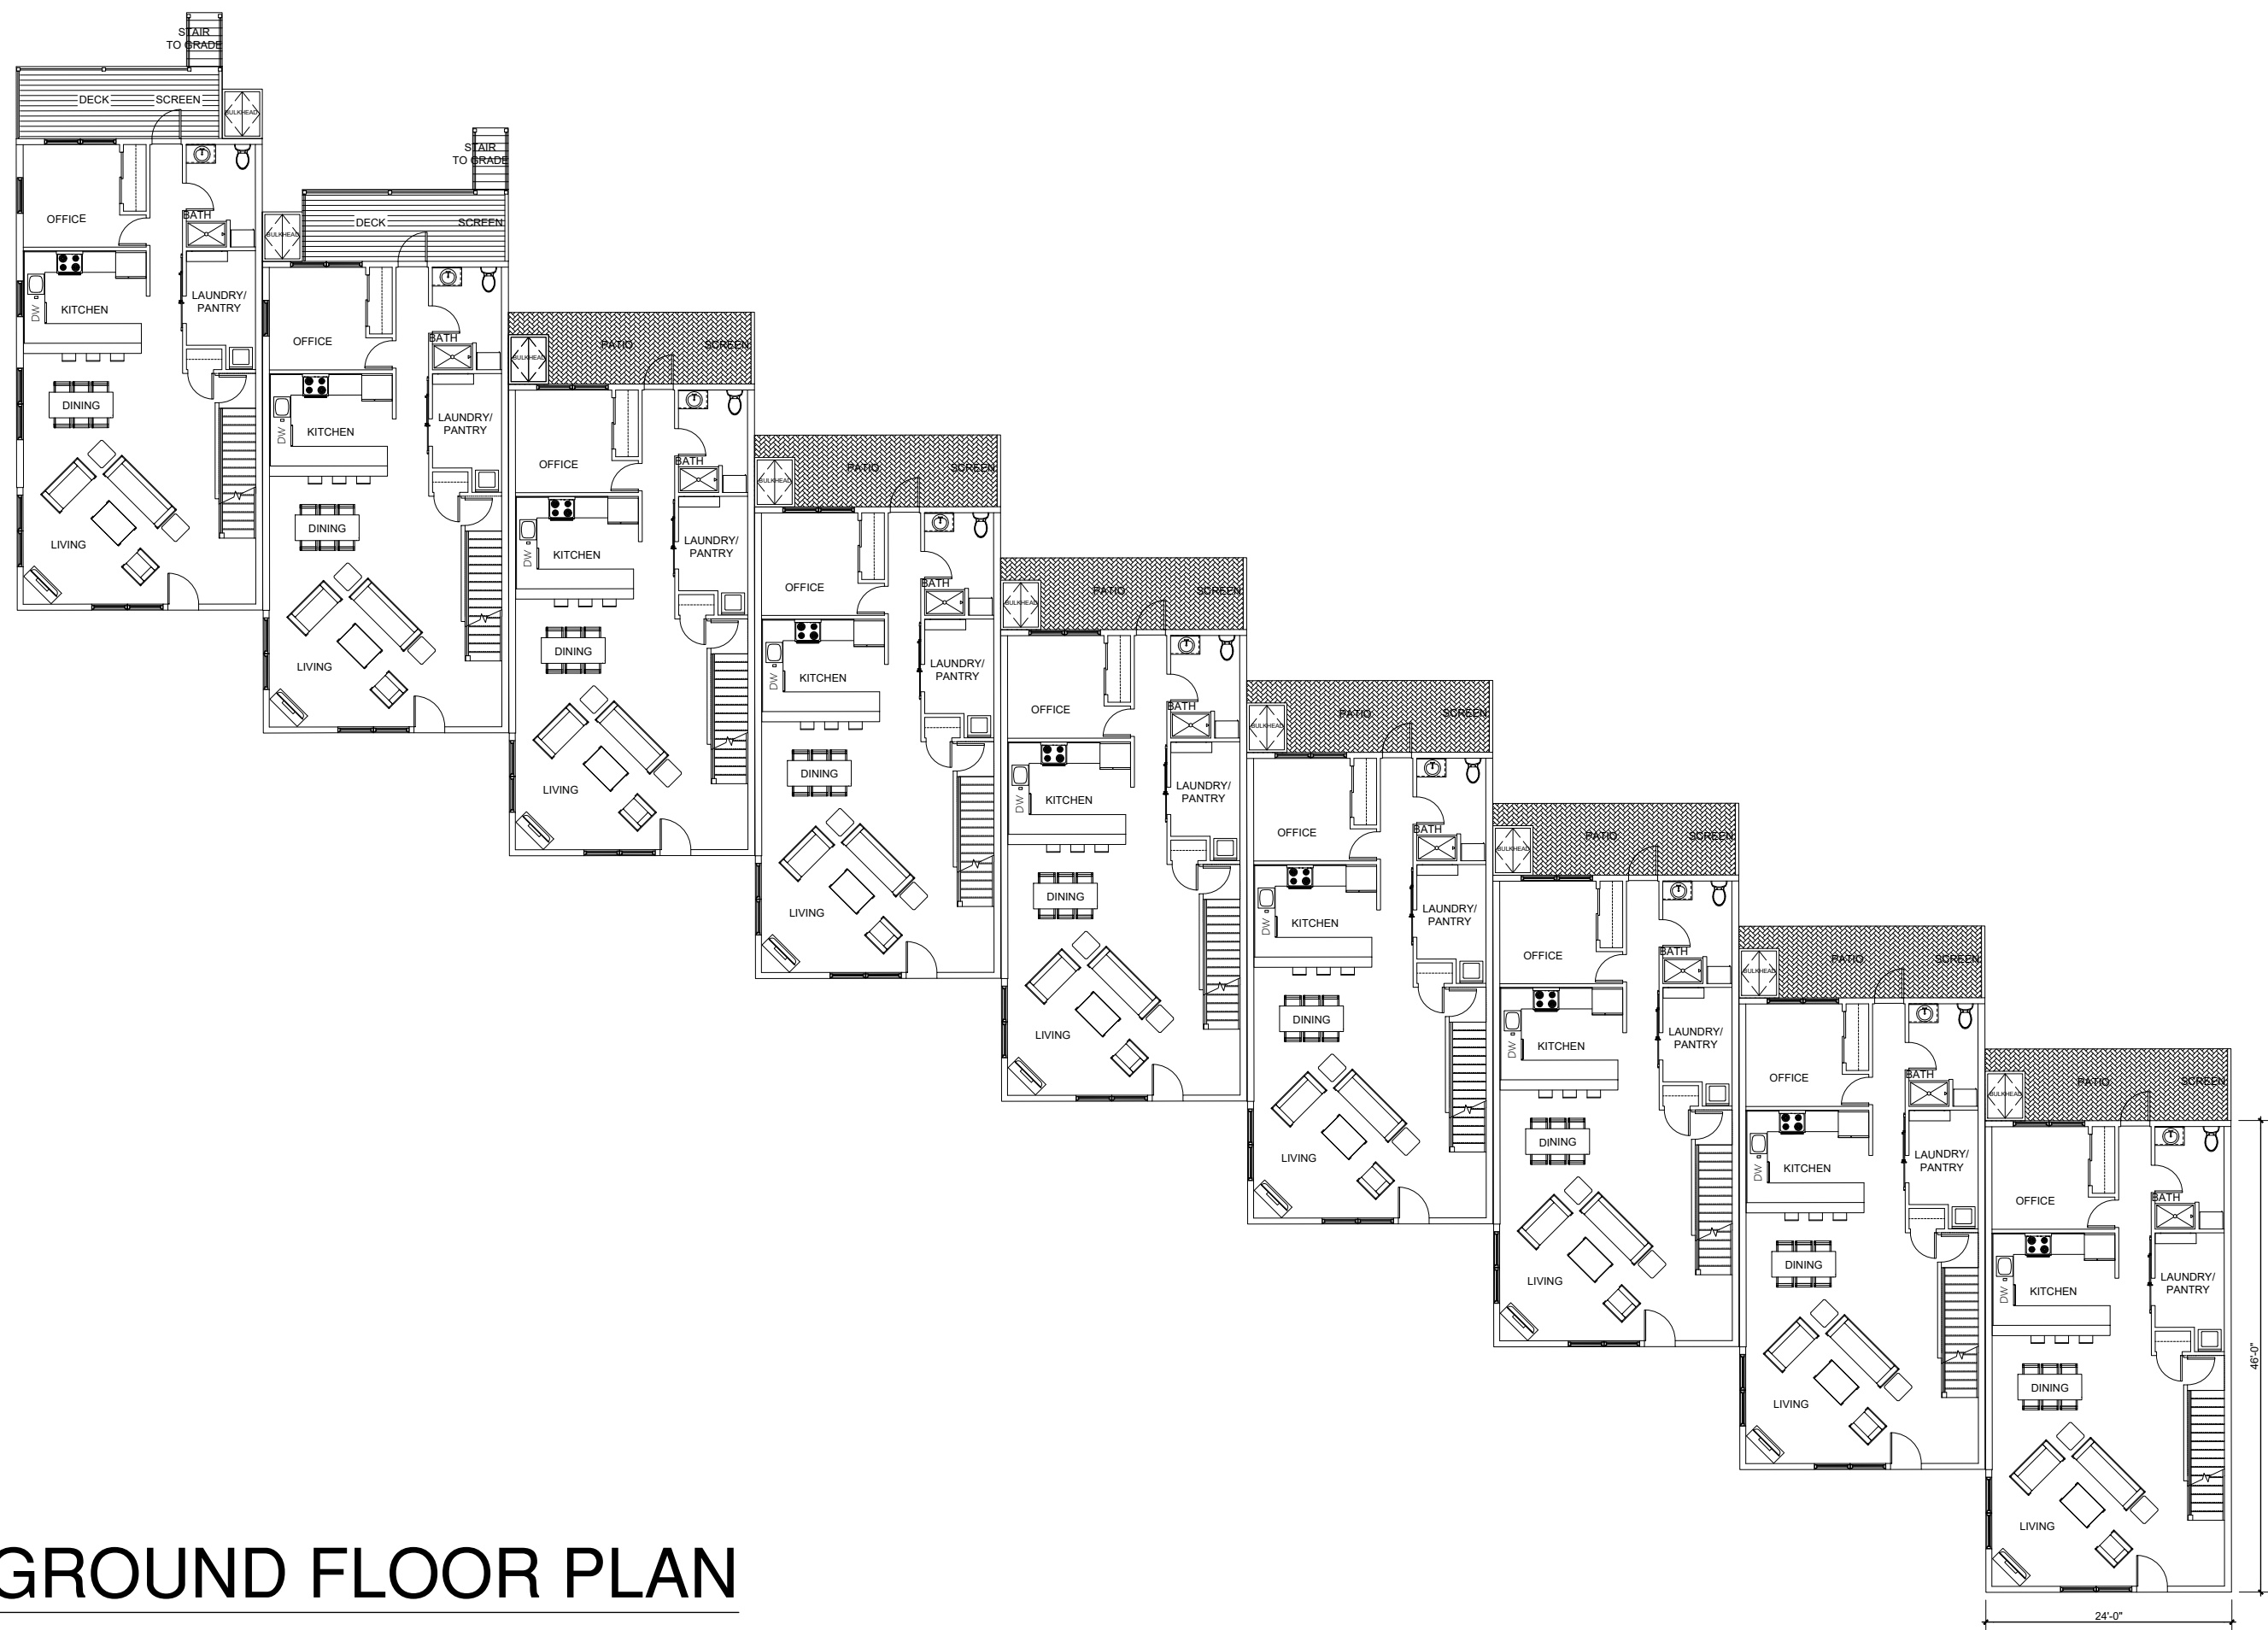 STAIR
TO GRADE
DECK
SCREEN
BULKHEAD
OFFICE
BATH
KITCHEN
DW
LAUNDRY/
PANTRY
DINING
LIVING
STAIR
TO GRADE
DECK
SCREEN
BULKHEAD
OFFICE
BATH
KITCHEN
DW
LAUNDRY/
PANTRY
DINING
LIVING
PATIO
SCREEN
BULKHEAD
OFFICE
BATH
KITCHEN
DW
LAUNDRY/
PANTRY
DINING
LIVING
PATIO
SCREEN
BULKHEAD
OFFICE
BATH
KITCHEN
DW
LAUNDRY/
PANTRY
DINING
LIVING
PATIO
SCREEN
BULKHEAD
OFFICE
BATH
KITCHEN
DW
LAUNDRY/
PANTRY
DINING
LIVING
PATIO
SCREEN
BULKHEAD
OFFICE
BATH
KITCHEN
DW
LAUNDRY/
PANTRY
DINING
LIVING
PATIO
SCREEN
BULKHEAD
OFFICE
BATH
KITCHEN
DW
LAUNDRY/
PANTRY
DINING
LIVING
PATIO
SCREEN
BULKHEAD
OFFICE
BATH
KITCHEN
DW
LAUNDRY/
PANTRY
DINING
LIVING
PATIO
SCREEN
BULKHEAD
OFFICE
BATH
KITCHEN
DW
LAUNDRY/
PANTRY
DINING
LIVING
46'-0"
24'-0"
GROUND FLOOR PLAN